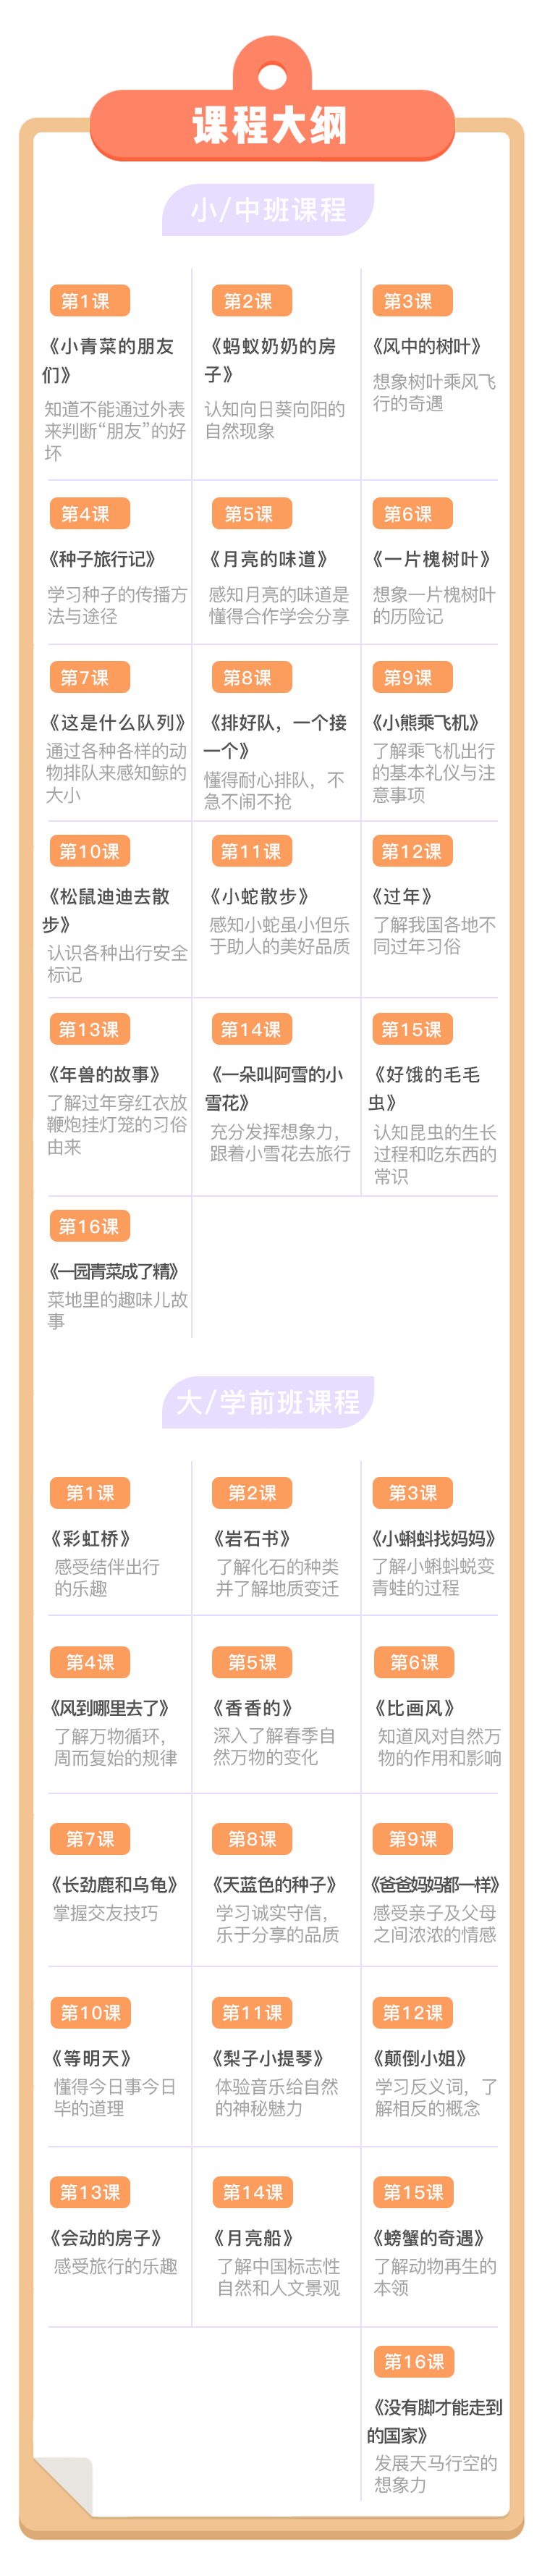 课程大纲
小/中班课程
第1课
《小青菜的朋友
们》
知道不能通过外表
来判断“朋友”的好
坏
第2课
《蚂蚁奶奶的房
子》
认知向日葵向阳的
自然现象
第3课
《风中的树叶》
想象树叶乘风飞
行的奇遇
第4课
《种子旅行记》
学习种子的传播方
法与途径
第5课
《月亮的味道》
感知月亮的味道是
懂得合作学会分享
第6课
《一片槐树叶》
想象一片槐树叶
的历险记
第7课
《这是什么队列》
通过各种各样的动
物排队来感知鲸的
大小
第8课
《排好队，一个接
一个》
懂得耐心排队，不
急不闹不抢
第9课
《小熊乘飞机》
了解乘飞机出行
的基本礼仪与注
意事项
第10课
《松鼠迪迪去散
步》
认识各种出行安全
标记
第11课
《小蛇散步》
感知小蛇虽小但乐
于助人的美好品质
第12课
《过年》
了解我国各地不
同过年习俗
第13课
《年兽的故事》
了解过年穿红衣放
鞭炮挂灯笼的习俗
由来
第14课
《一朵叫阿雪的小
雪花》
充分发挥想象力，
跟着小雪花去旅行
第15课
《好饿的毛毛
虫》
认知昆虫的生长
过程和吃东西的
常识
第16课
《一园青菜成了精》
菜地里的趣味儿故
事
大/学前班课程
第1课
《彩虹桥》
感受结伴出行
的乐趣
第2课
《岩石书》
了解化石的种类
并了解地质变迁
第3课
《小蝌蚪找妈妈》
了解小蝌蚪蜕变
青蛙的过程
第4课
《风到哪里去了》
了解万物循环，
周而复始的规律
第5课
《香香的》
深入了解春季自
然万物的变化
第6课
《比画风》
知道风对自然万
物的作用和影响
第7课
《长劲鹿和乌龟》
掌握交友技巧
第8课
《天蓝色的种子》
学习诚实守信，
乐于分享的品质
第9课
《爸爸妈妈都一样》
感受亲子及父母
之间浓浓的情感
第10课
《等明天》
懂得今日事今日
毕的道理
第11课
《梨子小提琴》
体验音乐给自然
的神秘魅力
第12课
《颠倒小姐》
学习反义词，了
解相反的概念
第13课
《会动的房子》
感受旅行的乐趣
第14课
《月亮船》
了解中国标志性
自然和人文景观
第15课
《螃蟹的奇遇》
了解动物再生的
本领
第16课
《没有脚才能走到
的国家》
发展天马行空的
想象力